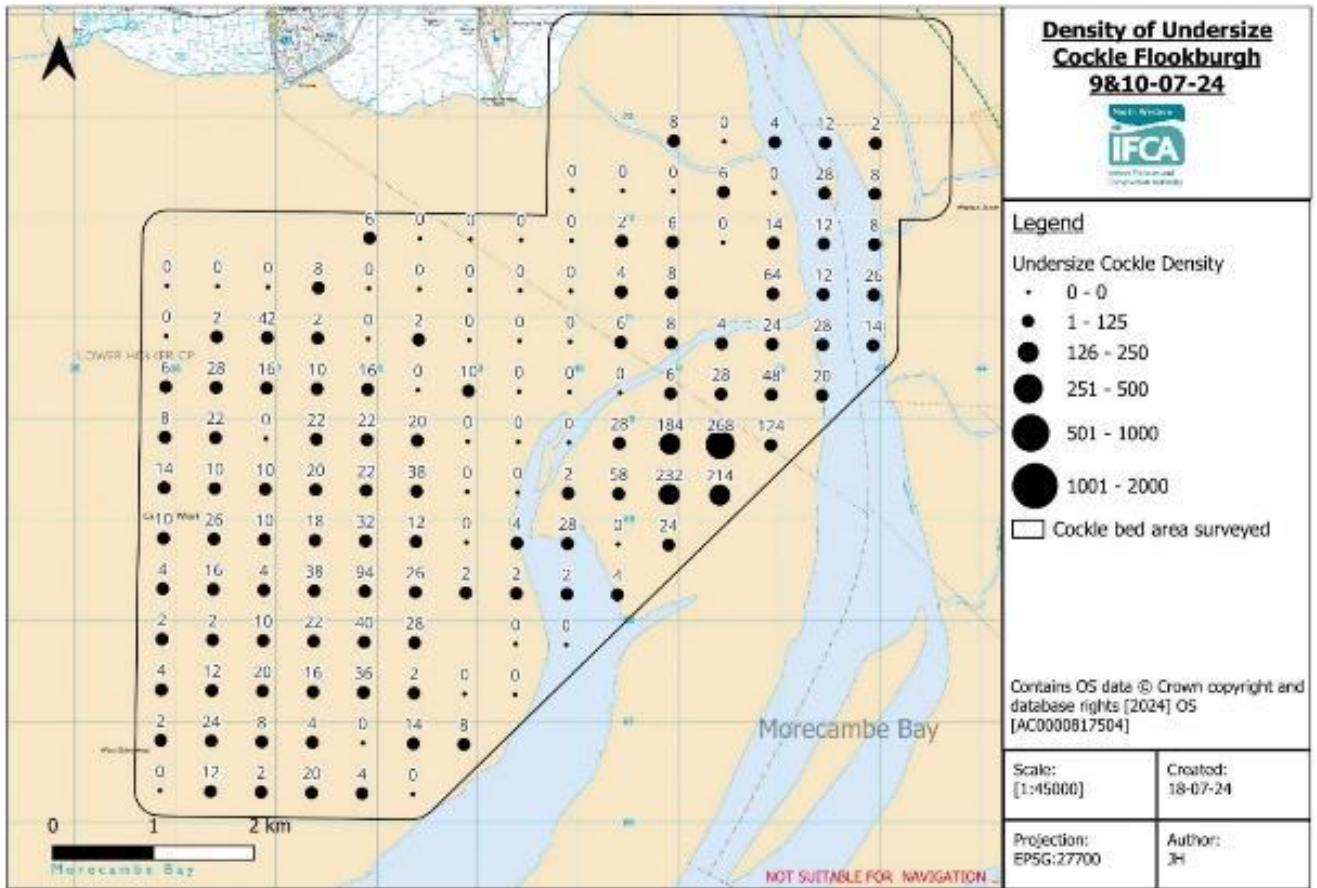 8 0 4 12 2
0 0 0 6 0 28 8
6 0 0 0 0 2 6 0 14 12 8
0 0 0 8 0 0 0 0 0 4 8 64 12 26
0 2 42 2 0 2 0 0 0 6 8 4 24 28 14
LOWER HOLKER CP
6 28 16 10 16 0 10 0 0 0 6 28 48 20
8 22 0 22 22 20 0 0 0 28 184 268 124
14 10 10 20 22 38 0 0 2 58 232 214
10 26 10 18 32 12 0 4 28 0 24
4 16 4 38 94 26 2 2 2 4
2 2 10 22 40 28 0 0
4 12 20 16 36 2 0 0
2 24 8 4 0 14 8
0 12 2 20 4 0
Morecambe Bay
0 1 2 km
Morecambe Bay
NOT SUITABLE FOR NAVIGATION
Density of Undersize
Cockle Flookburgh
9&10-07-24
North Western
IFCA
Legend
Undersize Cockle Density
0 - 0
1 - 125
126 - 250
251 - 500
501 - 1000
1001 - 2000
Cockle bed area surveyed
Contains OS data © Crown copyright and
database rights [2024] OS
[AC0000817504]
Scale:
[1:45000]
Created:
18-07-24
Projection:
EPSG:27700
Author:
JH